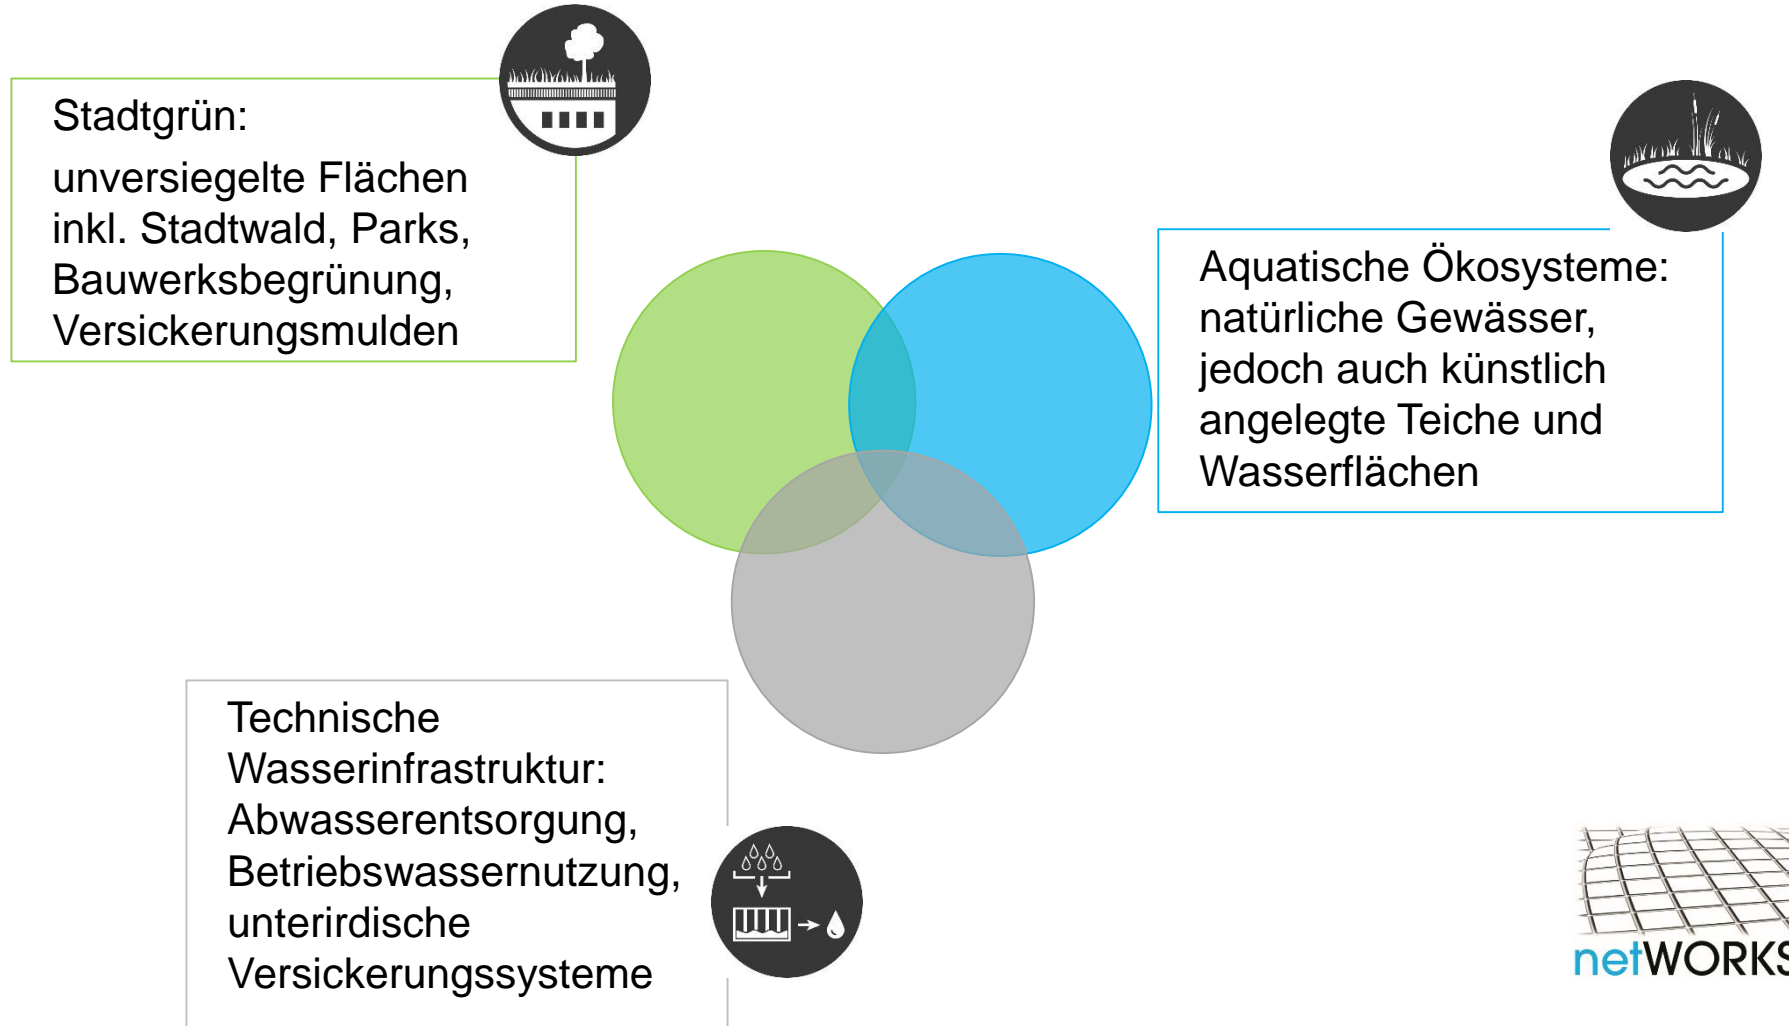 Stadtgrün:
unversiegelte Flächen
inkl. Stadtwald, Parks,
Bauwerksbegrünung,
Versickerungsmulden
Aquatische Ökosysteme:
natürliche Gewässer,
jedoch auch künstlich
angelegte Teiche und
Wasserflächen
Technische
Wasserinfrastruktur:
Abwasserentsorgung,
Betriebswassernutzung,
unterirdische
Versickerungssysteme
netWORKS